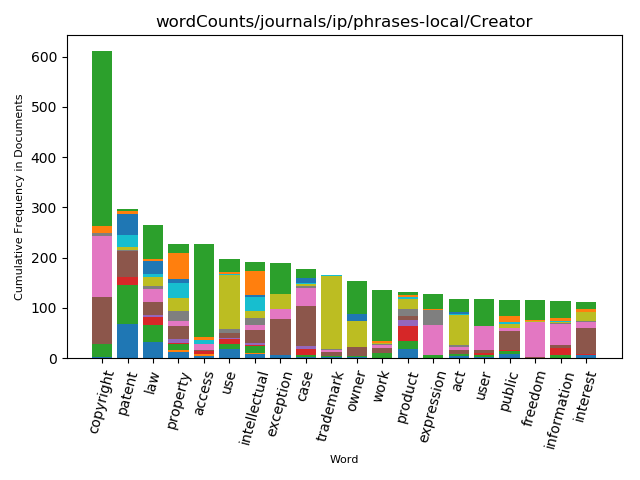 wordCounts/journals/ip/phrases-local/Creator
Cumulative Frequency in Documents
600
500
400
300
200
100
0
copyright
patent
law
property
access
use
intellectual
exception
case
trademark
owner
work
product
expression
act
user
public
freedom
information
interest
Word